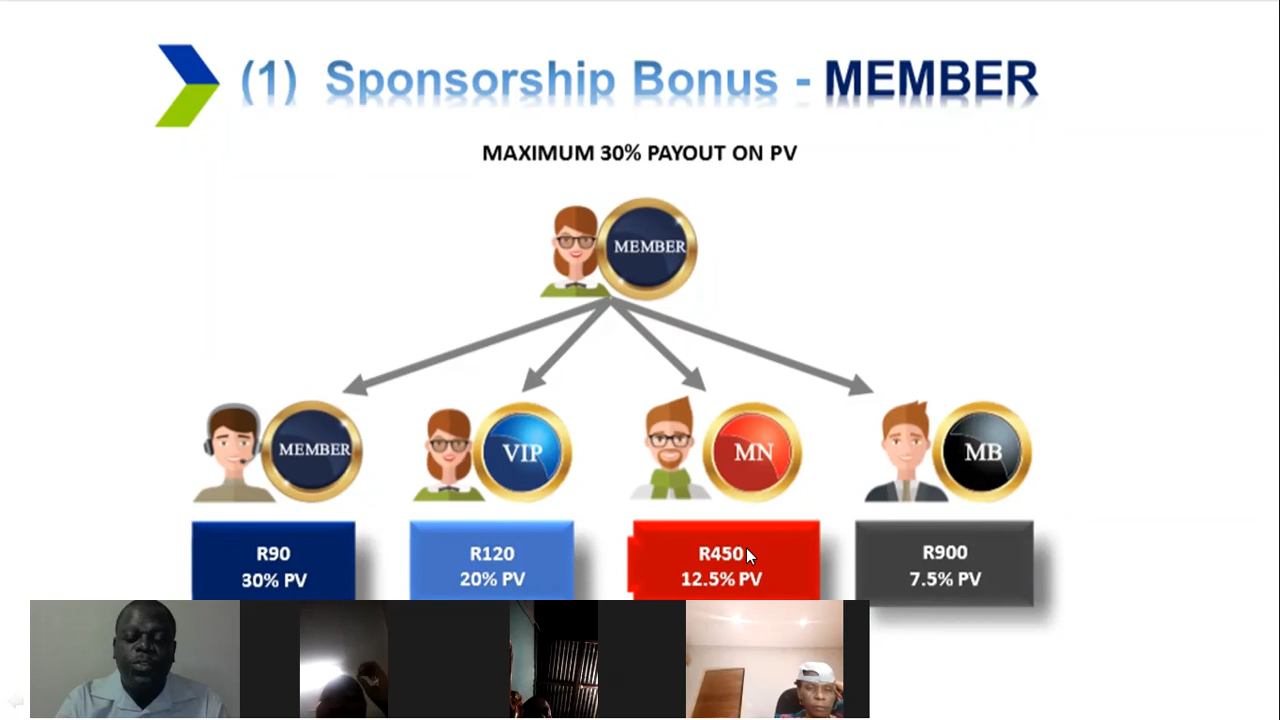 (1) Sponsorship Bonus - MEMBER
MAXIMUM 30% PAYOUT ON PV
MEMBER
MEMBER
VIP
MN
MB
R90
30% PV
R120
20% PV
R450
12.5% PV
R900
7.5% PV